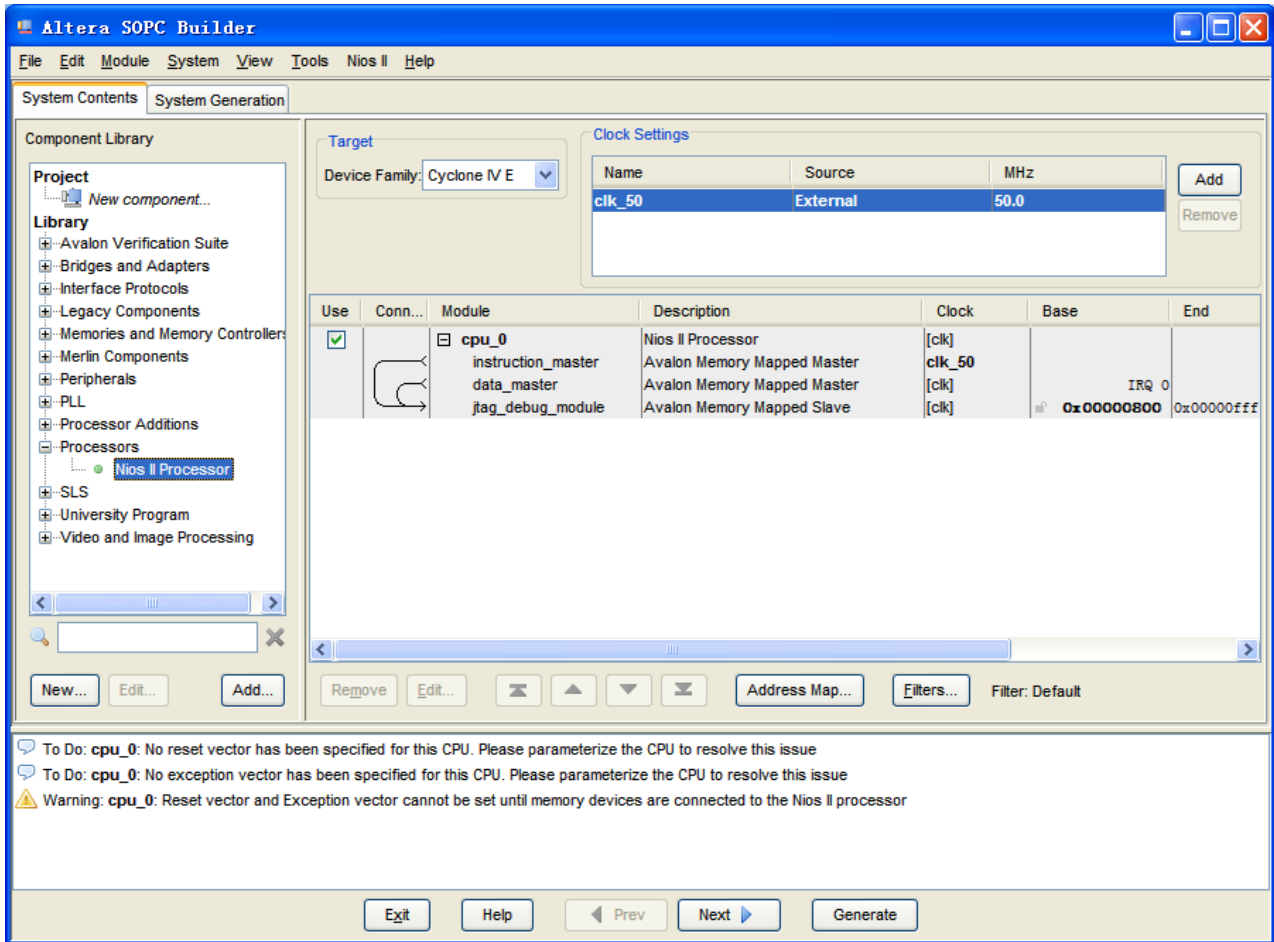 Altera SOPC Builder
File Edit Module System View Tools Nios II Help
System Contents System Generation
Component Library
Project
New component...
Library
Avalon Verification Suite
Bridges and Adapters
Interface Protocols
Legacy Components
Memories and Memory Controllers
Merlin Components
Peripherals
PLL
Processor Additions
Processors
Nios II Processor
SLS
University Program
Video and Image Processing
New... Edit... Add...
Target
Device Family: Cyclone IV E
Clock Settings
Name Source MHz
clk_50 External 50.0
Add
Remove
Use Conn... Module Description Clock Base End
cpu_0 Nios II Processor [clk]
instruction_master Avalon Memory Mapped Master clk_50
data_master Avalon Memory Mapped Master [clk] IRQ 0
jtag_debug_module Avalon Memory Mapped Slave [clk] 0x00000800 0x00000fff
Remove Edit... Address Map... Filters... Filter: Default
To Do: cpu_0: No reset vector has been specified for this CPU. Please parameterize the CPU to resolve this issue
To Do: cpu_0: No exception vector has been specified for this CPU. Please parameterize the CPU to resolve this issue
Warning: cpu_0: Reset vector and Exception vector cannot be set until memory devices are connected to the Nios II processor
Exit Help Prev Next Generate